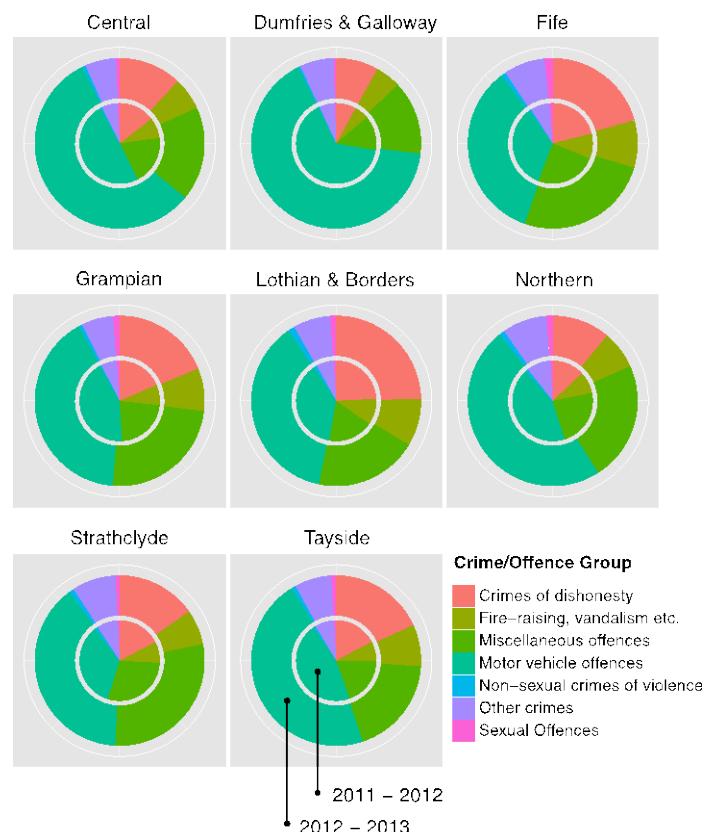 Central
Dumfries & Galloway
Fife
Grampian
Lothian & Borders
Northern
Strathclyde
Tayside
Crime/Offence Group
Crimes of dishonesty
Fire–raising, vandalism etc.
Miscellaneous offences
Motor vehicle offences
Non–sexual crimes of violence
Other crimes
Sexual Offences
2011 – 2012
2012 – 2013